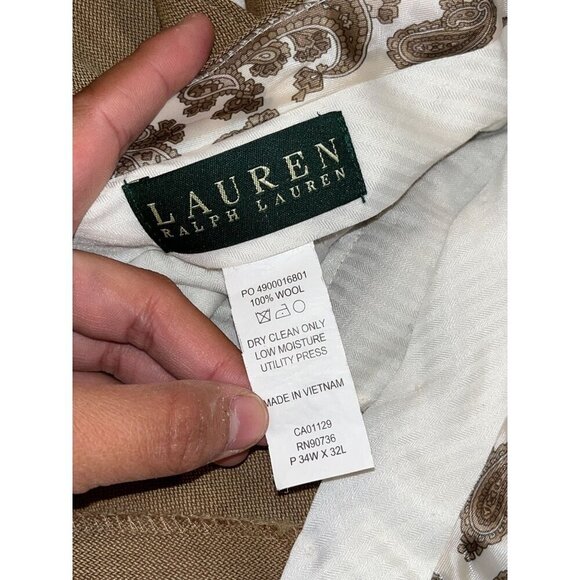 LAUREN
RALPH LAUREN
PO 4900016801
100% WOOL
DRY CLEAN ONLY
LOW MOISTURE
UTILITY PRESS
MADE IN VIETNAM
CA01129
RN90736
P 34W X 32L